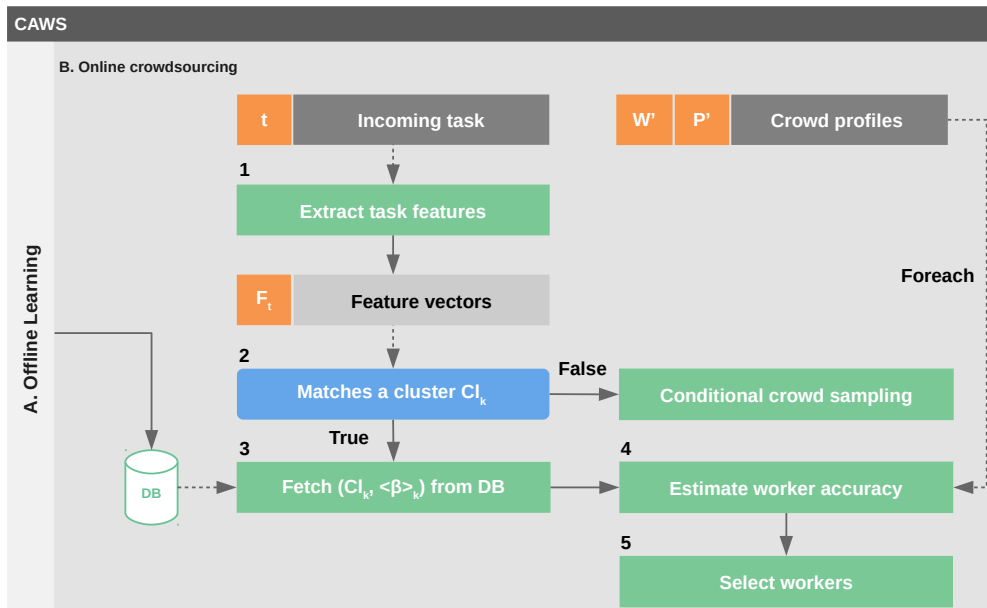 CAWS
A. Offline Learning
B. Online crowdsourcing
t Incoming task
W' P' Crowd profiles
1
Extract task features
Foreach
Fₜ Feature vectors
2
Matches a cluster Clₖ
False
Conditional crowd sampling
True
3
Fetch (Clₖ, <β>ₖ) from DB
DB
4
Estimate worker accuracy
5
Select workers